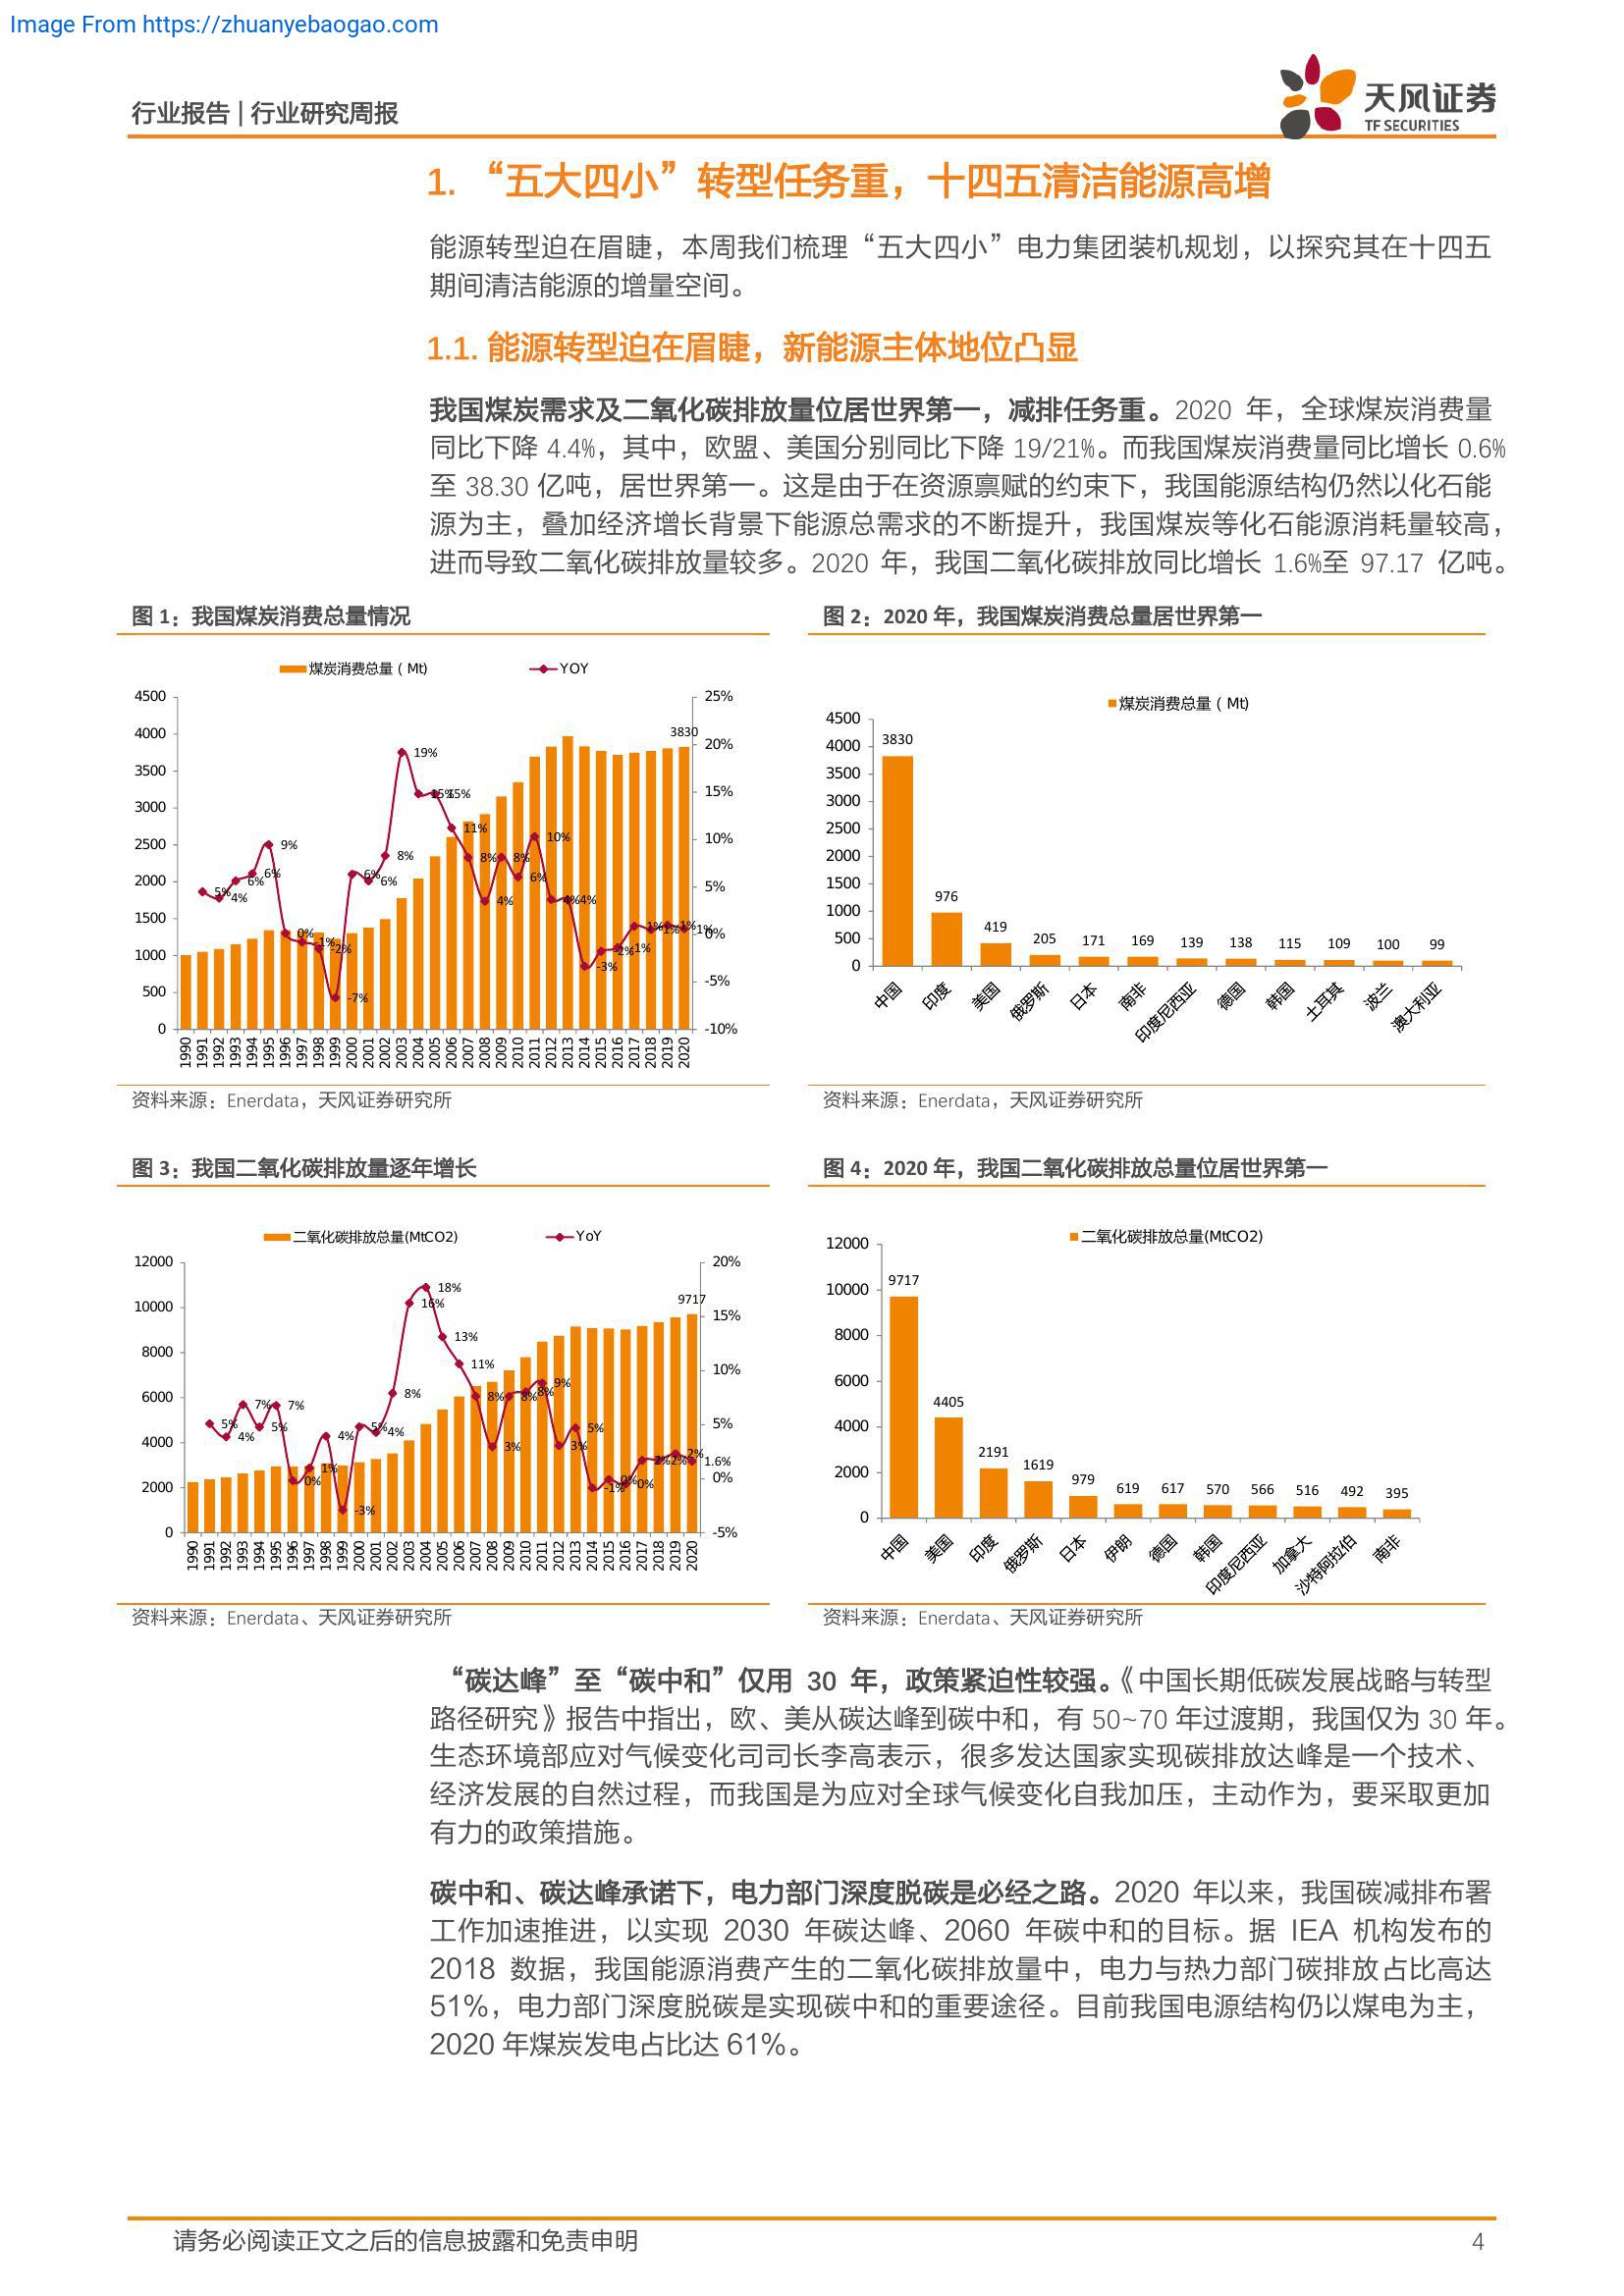 Image From https://zhuanyebaogao.com
行业报告 | 行业研究周报
天风证券
TF SECURITIES
1. “五大四小”转型任务重，十四五清洁能源高增
能源转型迫在眉睫，本周我们梳理“五大四小”电力集团装机规划，以探究其在十四五
期间清洁能源的增量空间。
1.1. 能源转型迫在眉睫，新能源主体地位凸显
我国煤炭需求及二氧化碳排放量位居世界第一，减排任务重。2020 年，全球煤炭消费量
同比下降 4.4%，其中，欧盟、美国分别同比下降 19/21%。而我国煤炭消费量同比增长 0.6%
至 38.30 亿吨，居世界第一。这是由于在资源禀赋的约束下，我国能源结构仍然以化石能
源为主，叠加经济增长背景下能源总需求的不断提升，我国煤炭等化石能源消耗量较高，
进而导致二氧化碳排放量较多。2020 年，我国二氧化碳排放同比增长 1.6%至 97.17 亿吨。
图 1：我国煤炭消费总量情况
煤炭消费总量（Mt） YOY
4500 4000 3500 3000 2500 2000 1500 1000 500 0
25% 20% 15% 10% 5% 0% -5% -10%
5% 4% 6% 6% 9% 0% -1% -2% -7% 6% 6% 8% 19% 15% 15% 11% 8% 4% 8% 6% 10% 4% 4% -3% -2% -1% 1% 1% 1% 1%
3830
1990 1991 1992 1993 1994 1995 1996 1997 1998 1999 2000 2001 2002 2003 2004 2005 2006 2007 2008 2009 2010 2011 2012 2013 2014 2015 2016 2017 2018 2019 2020
资料来源：Enerdata，天风证券研究所
图 2：2020 年，我国煤炭消费总量居世界第一
煤炭消费总量（Mt）
4500 4000 3500 3000 2500 2000 1500 1000 500 0
3830 976 419 205 171 169 139 138 115 109 100 99
中国 印度 美国 俄罗斯 日本 南非 印度尼西亚 德国 韩国 土耳其 波兰 澳大利亚
资料来源：Enerdata，天风证券研究所
图 3：我国二氧化碳排放量逐年增长
二氧化碳排放总量(MtCO2) YoY
12000 10000 8000 6000 4000 2000 0
20% 15% 10% 5% 0% -5%
5% 4% 7% 5% 7% 0% 1% 4% -3% 5% 4% 8% 16% 18% 13% 11% 8% 3% 8% 8% 9% 3% 5% -1% 0% 0% 2% 2% 2% 1.6%
9717
1990 1991 1992 1993 1994 1995 1996 1997 1998 1999 2000 2001 2002 2003 2004 2005 2006 2007 2008 2009 2010 2011 2012 2013 2014 2015 2016 2017 2018 2019 2020
资料来源：Enerdata、天风证券研究所
图 4：2020 年，我国二氧化碳排放总量位居世界第一
二氧化碳排放总量(MtCO2)
12000 10000 8000 6000 4000 2000 0
9717 4405 2191 1619 979 619 617 570 566 516 492 395
中国 美国 印度 俄罗斯 日本 伊朗 德国 韩国 印度尼西亚 加拿大 沙特阿拉伯 南非
资料来源：Enerdata、天风证券研究所
“碳达峰”至“碳中和”仅用 30 年，政策紧迫性较强。《中国长期低碳发展战略与转型
路径研究》报告中指出，欧、美从碳达峰到碳中和，有 50~70 年过渡期，我国仅为 30 年。
生态环境部应对气候变化司司长李高表示，很多发达国家实现碳排放达峰是一个技术、
经济发展的自然过程，而我国是为应对全球气候变化自我加压，主动作为，要采取更加
有力的政策措施。
碳中和、碳达峰承诺下，电力部门深度脱碳是必经之路。2020 年以来，我国碳减排布署
工作加速推进，以实现 2030 年碳达峰、2060 年碳中和的目标。据 IEA 机构发布的
2018 数据，我国能源消费产生的二氧化碳排放量中，电力与热力部门碳排放占比高达
51%，电力部门深度脱碳是实现碳中和的重要途径。目前我国电源结构仍以煤电为主，
2020 年煤炭发电占比达 61%。
请务必阅读正文之后的信息披露和免责申明
4